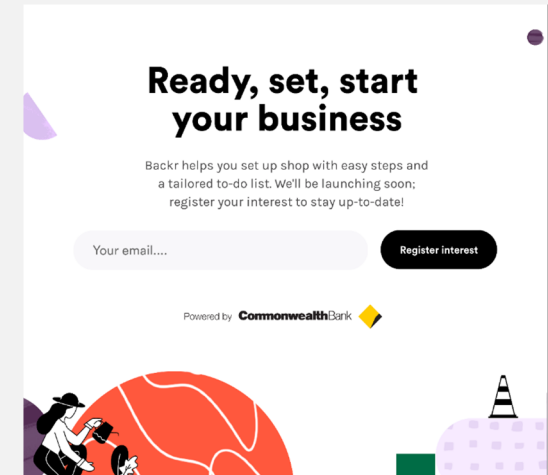 Ready, set, start
your business
Backr helps you set up shop with easy steps and
a tailored to-do list. We'll be launching soon;
register your interest to stay up-to-date!
Your email.... Register interest
Powered by CommonwealthBank